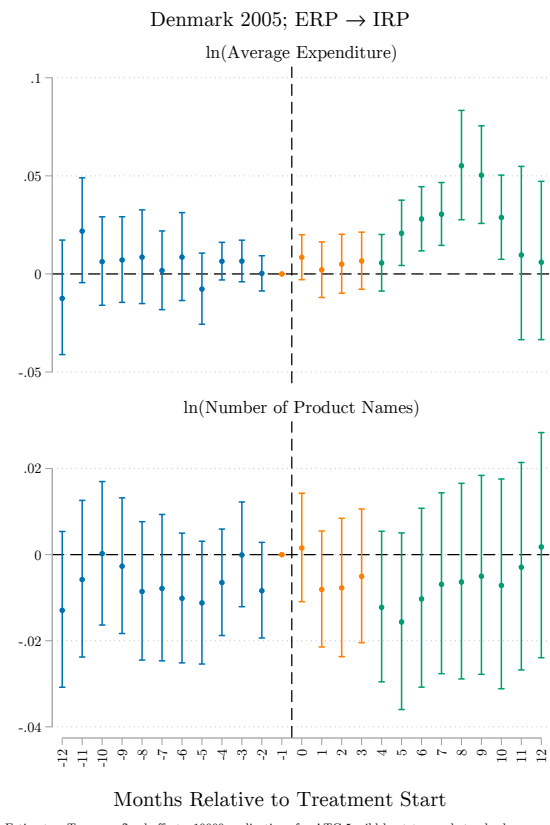 Denmark 2005; ERP → IRP
ln(Average Expenditure)
.1
.05
0
-.05
ln(Number of Product Names)
.02
0
-.02
-.04
-12 -11 -10 -9 -8 -7 -6 -5 -4 -3 -2 -1 0 1 2 3 4 5 6 7 8 9 10 11 12
Months Relative to Treatment Start